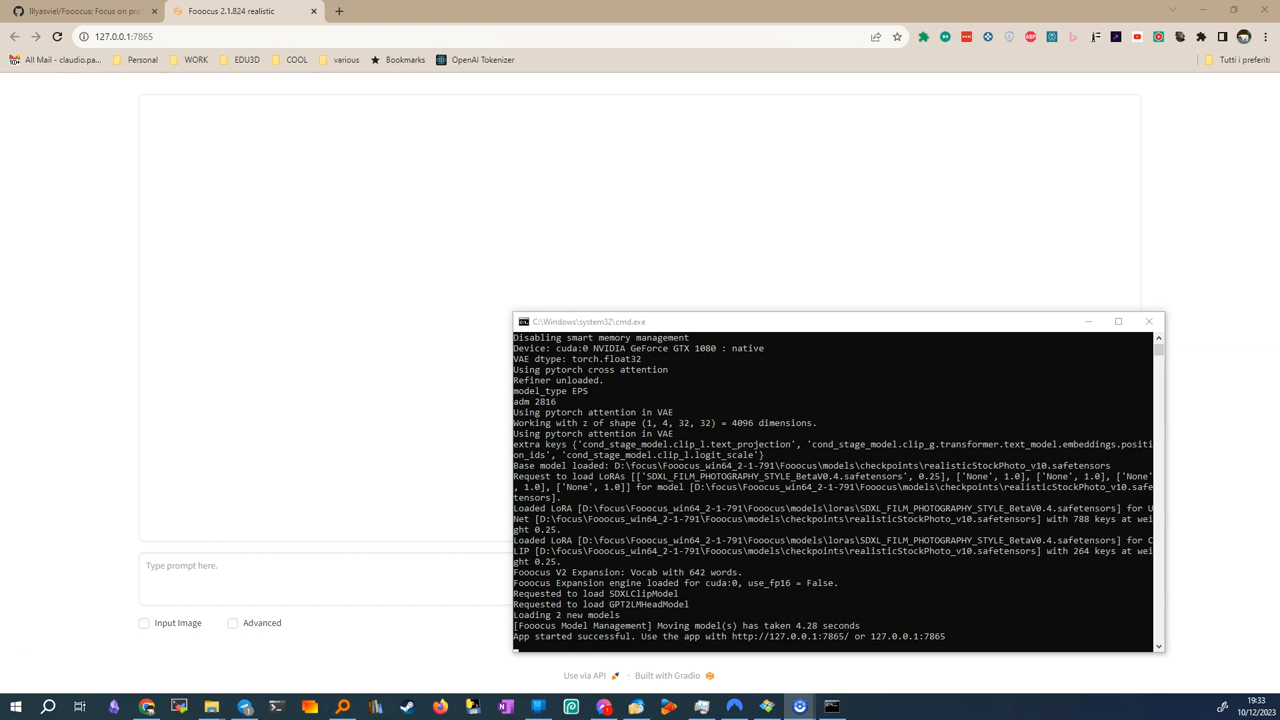 lllyasviel/Fooocus: Focus on pro
Fooocus 2.1.824 realistic
127.0.0.1:7865
All Mail - claudio.pa...
Personal
WORK
EDU3D
COOL
various
Bookmarks
OpenAI Tokenizer
Tutti i preferiti
C:\Windows\system32\cmd.exe
Disabling smart memory management
Device: cuda:0 NVIDIA GeForce GTX 1080 : native
VAE dtype: torch.float32
Using pytorch cross attention
Refiner unloaded.
model_type EPS
adm 2816
Using pytorch attention in VAE
Working with z of shape (1, 4, 32, 32) = 4096 dimensions.
Using pytorch attention in VAE
extra keys {'cond_stage_model.clip_l.text_projection', 'cond_stage_model.clip_g.transformer.text_model.embeddings.positi
on_ids', 'cond_stage_model.clip_l.logit_scale'}
Base model loaded: D:\focus\Fooocus_win64_2-1-791\Fooocus\models\checkpoints\realisticStockPhoto_v10.safetensors
Request to load LoRAs [['SDXL_FILM_PHOTOGRAPHY_STYLE_BetaV0.4.safetensors', 0.25], ['None', 1.0], ['None', 1.0], ['None'
, 1.0], ['None', 1.0]] for model [D:\focus\Fooocus_win64_2-1-791\Fooocus\models\checkpoints\realisticStockPhoto_v10.safe
tensors].
Loaded LoRA [D:\focus\Fooocus_win64_2-1-791\Fooocus\models\loras\SDXL_FILM_PHOTOGRAPHY_STYLE_BetaV0.4.safetensors] for U
Net [D:\focus\Fooocus_win64_2-1-791\Fooocus\models\checkpoints\realisticStockPhoto_v10.safetensors] with 788 keys at wei
ght 0.25.
Loaded LoRA [D:\focus\Fooocus_win64_2-1-791\Fooocus\models\loras\SDXL_FILM_PHOTOGRAPHY_STYLE_BetaV0.4.safetensors] for C
LIP [D:\focus\Fooocus_win64_2-1-791\Fooocus\models\checkpoints\realisticStockPhoto_v10.safetensors] with 264 keys at wei
ght 0.25.
Fooocus V2 Expansion: Vocab with 642 words.
Fooocus Expansion engine loaded for cuda:0, use_fp16 = False.
Requested to load SDXLClipModel
Requested to load GPT2LMHeadModel
Loading 2 new models
[Fooocus Model Management] Moving model(s) has taken 4.28 seconds
App started successful. Use the app with http://127.0.0.1:7865/ or 127.0.0.1:7865
Type prompt here.
Input Image
Advanced
Use via API
·
Built with Gradio
19:33
10/12/2023